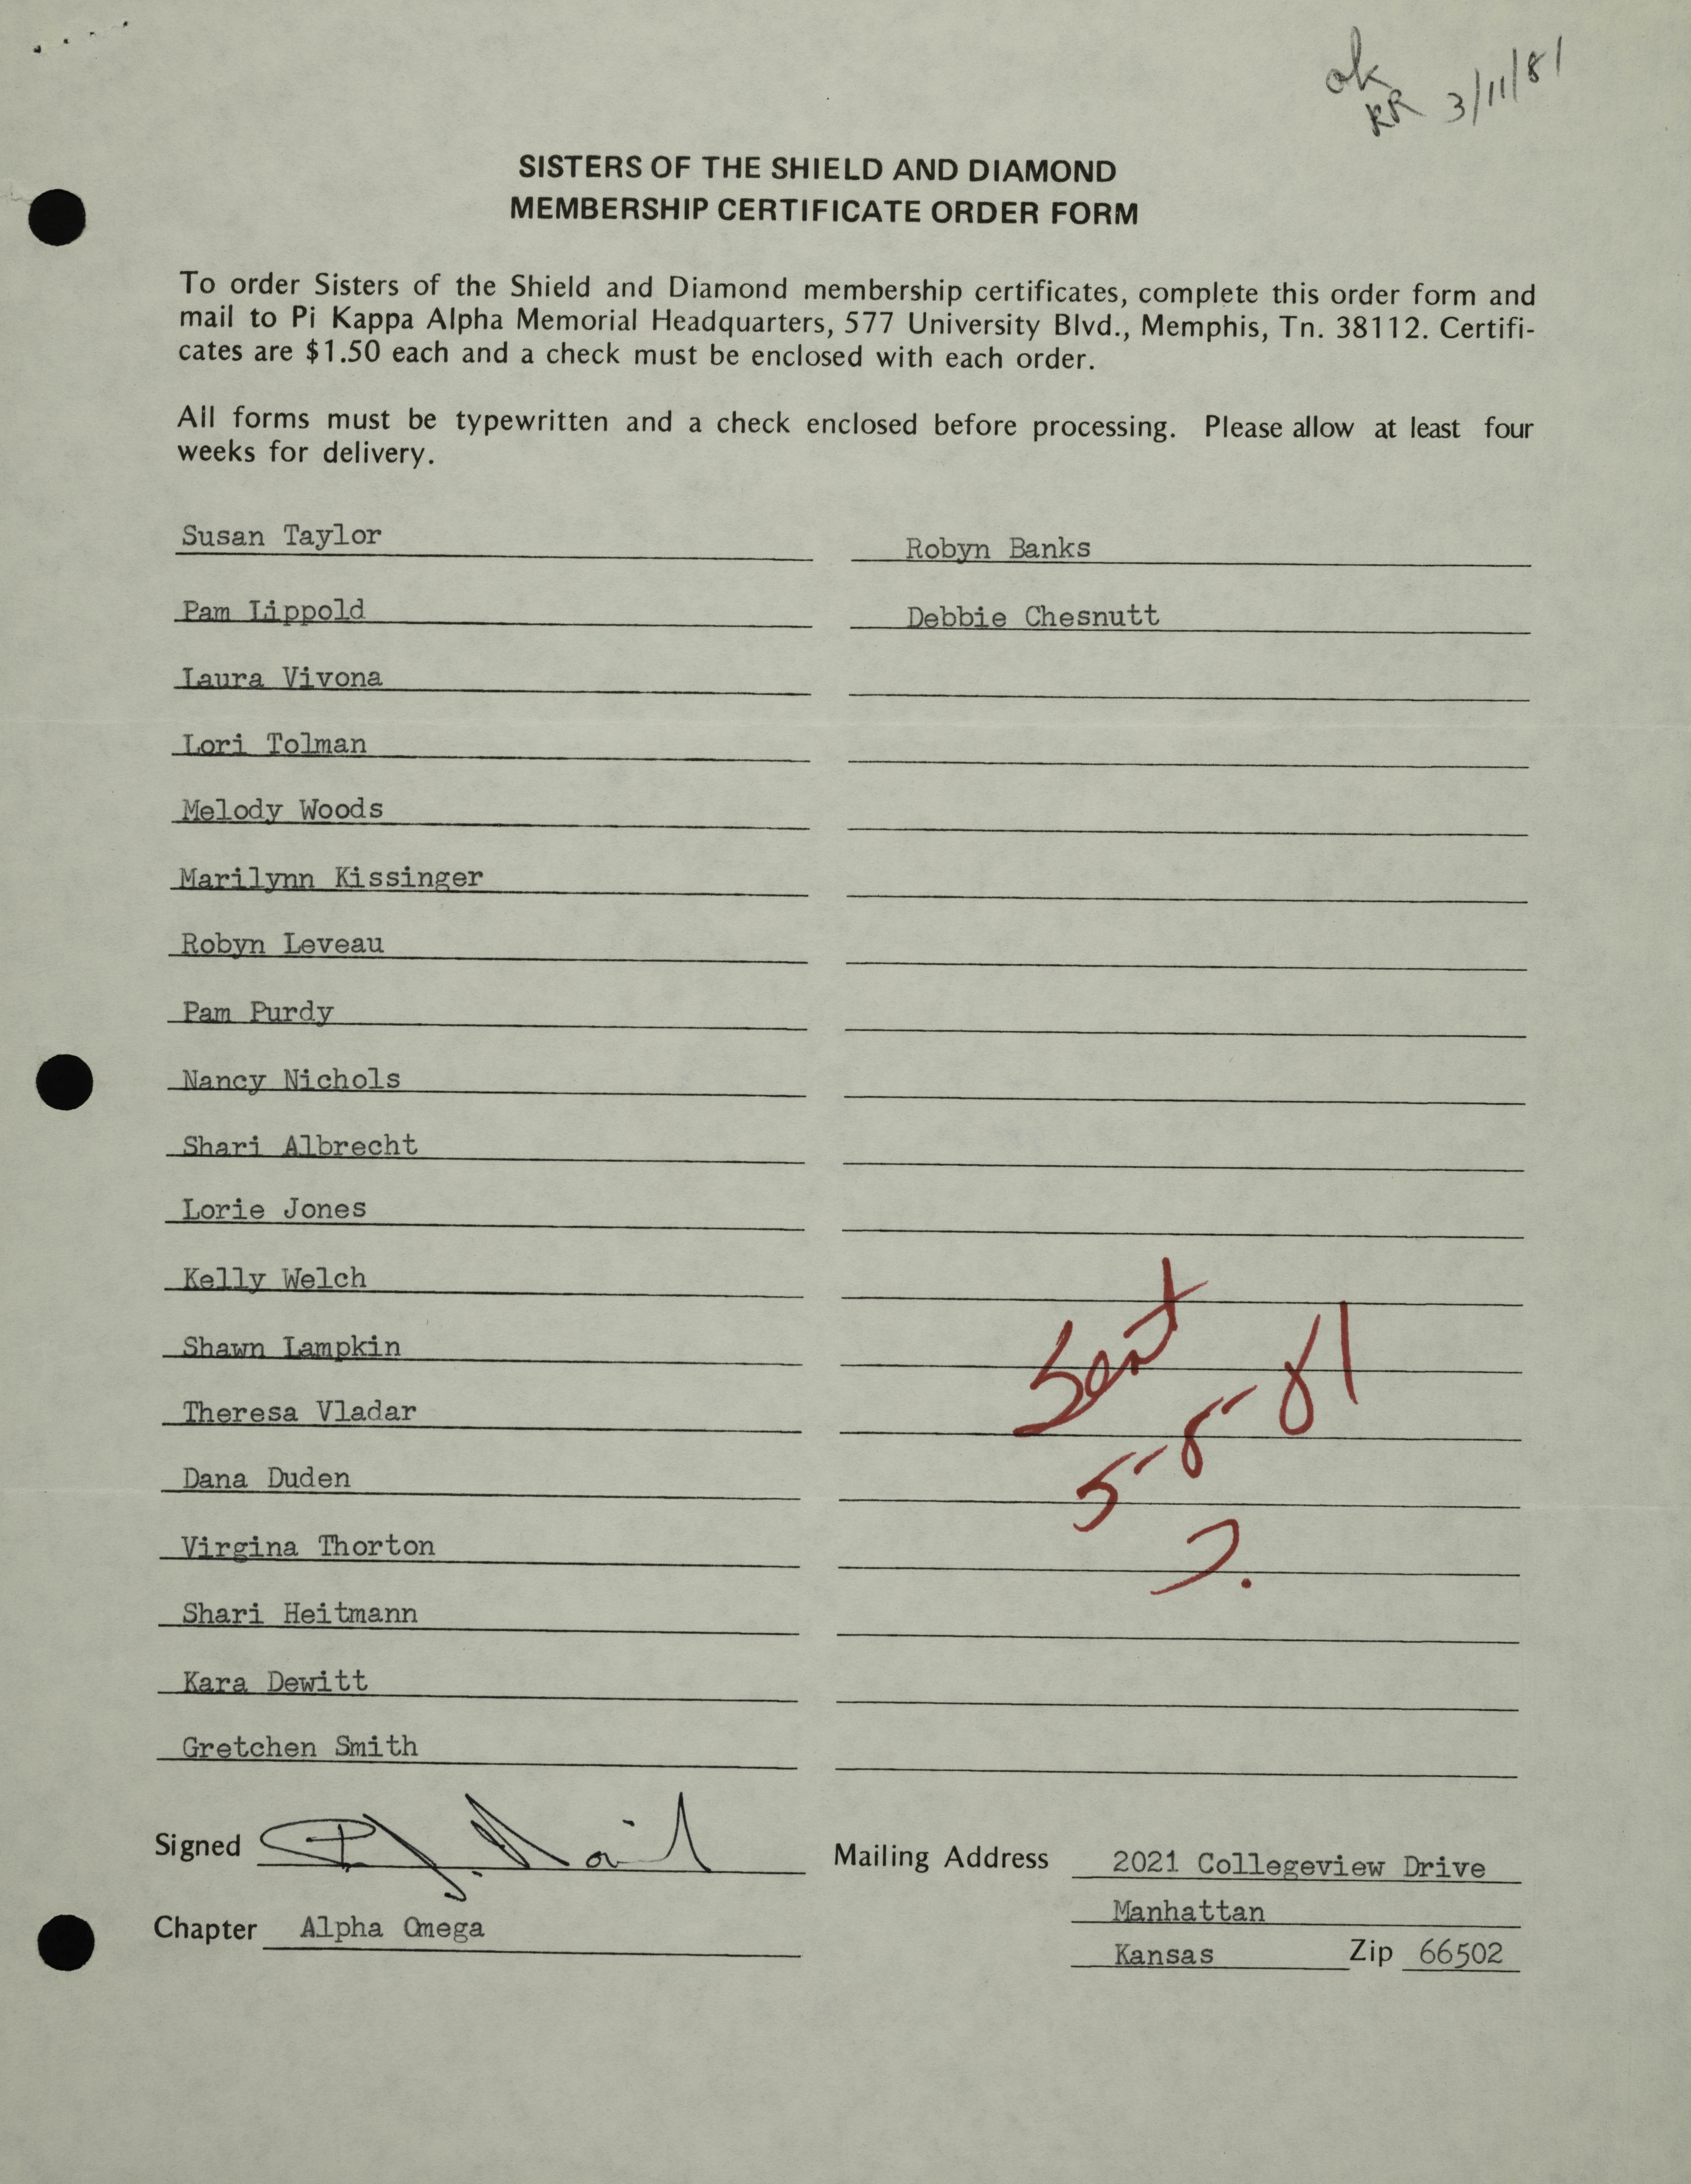 ok
KR 3/11/81
SISTERS OF THE SHIELD AND DIAMOND
MEMBERSHIP CERTIFICATE ORDER FORM
To order Sisters of the Shield and Diamond membership certificates, complete this order form and
mail to Pi Kappa Alpha Memorial Headquarters, 577 University Blvd., Memphis, Tn. 38112. Certifi-
cates are $1.50 each and a check must be enclosed with each order.
All forms must be typewritten and a check enclosed before processing. Please allow at least four
weeks for delivery.
Susan Taylor
Pam Lippold
Laura Vivona
Lori Tolman
Melody Woods
Marilynn Kissinger
Robyn Leveau
Pam Purdy
Nancy Nichols
Shari Albrecht
Lorie Jones
Kelly Welch
Shawn Lampkin
Theresa Vladar
Dana Duden
Virgina Thorton
Shari Heitmann
Kara Dewitt
Gretchen Smith
Robyn Banks
Debbie Chesnutt
Sent
5-8-81
Signed
Chapter Alpha Omega
Mailing Address 2021 Collegeview Drive
Manhattan
Kansas Zip 66502